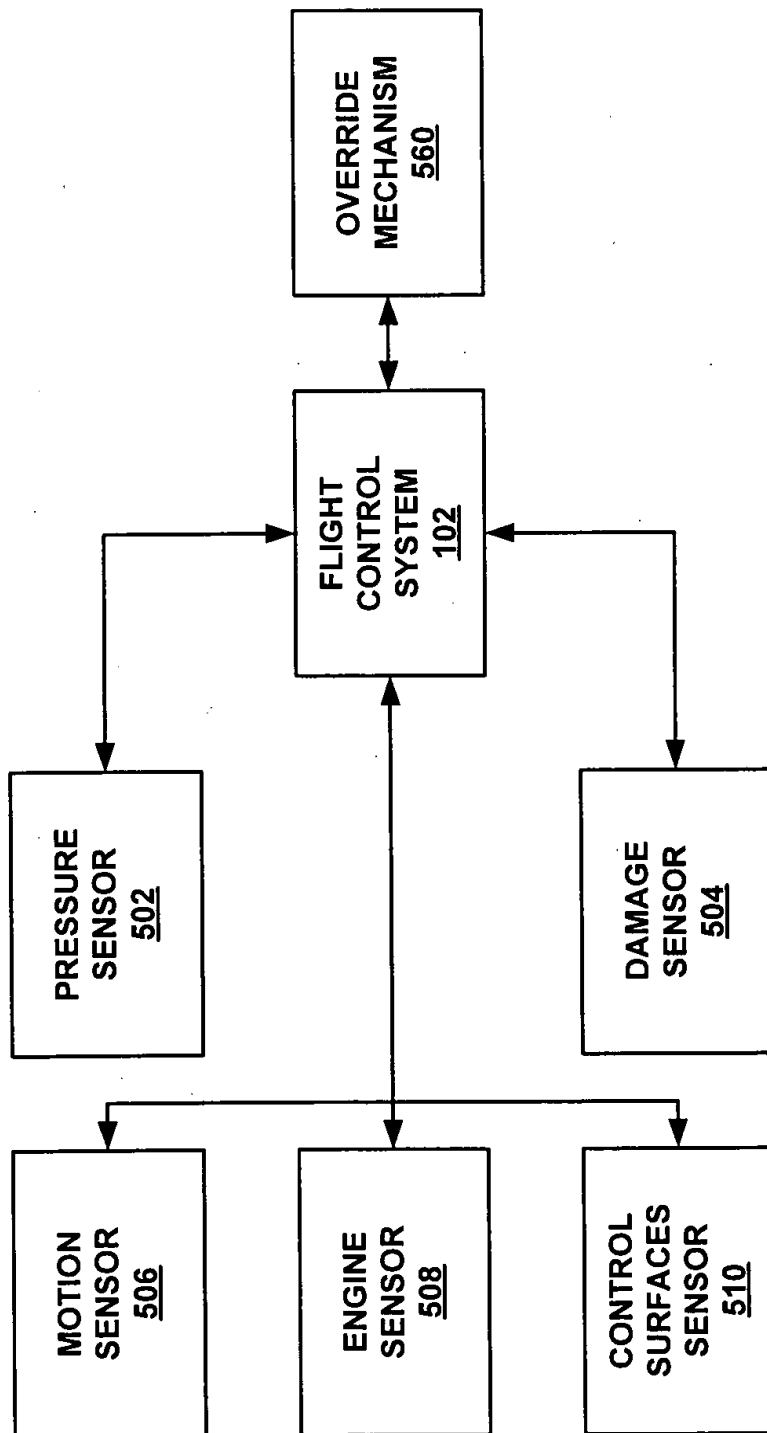 MOTION
SENSOR
506
PRESSURE
SENSOR
502
ENGINE
SENSOR
508
FLIGHT
CONTROL
SYSTEM
102
OVERRIDE
MECHANISM
560
CONTROL
SURFACES
SENSOR
510
DAMAGE
SENSOR
504